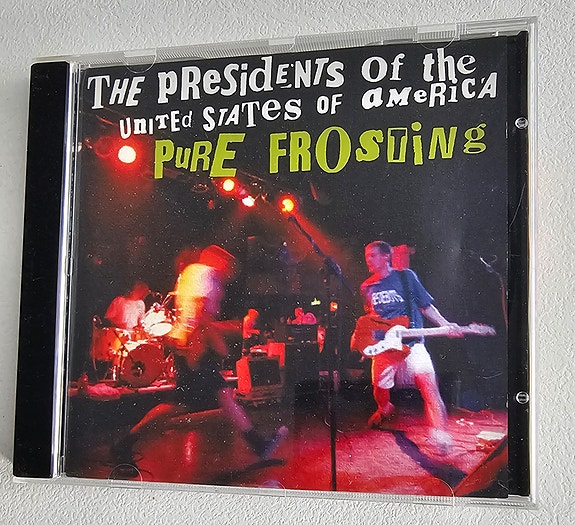 THE PRESiDENTS Of the
UNiTEd STATes OF aMeRiCA
PuRE FROSTiNg